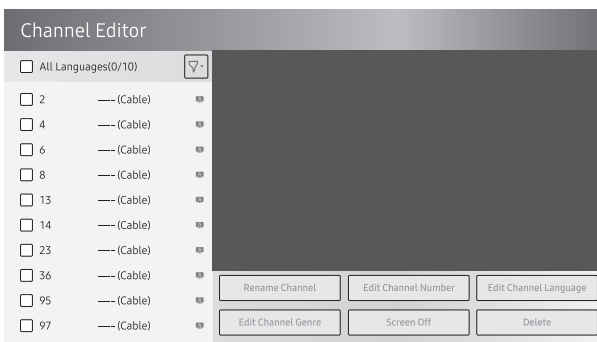 Channel Editor
All Languages(0/10)
2 —-- (Cable)
4 —-- (Cable)
6 —-- (Cable)
8 —-- (Cable)
13 —-- (Cable)
14 —-- (Cable)
23 —-- (Cable)
36 —-- (Cable)
95 —-- (Cable)
97 —-- (Cable)
Rename Channel Edit Channel Number Edit Channel Language
Edit Channel Genre Screen Off Delete